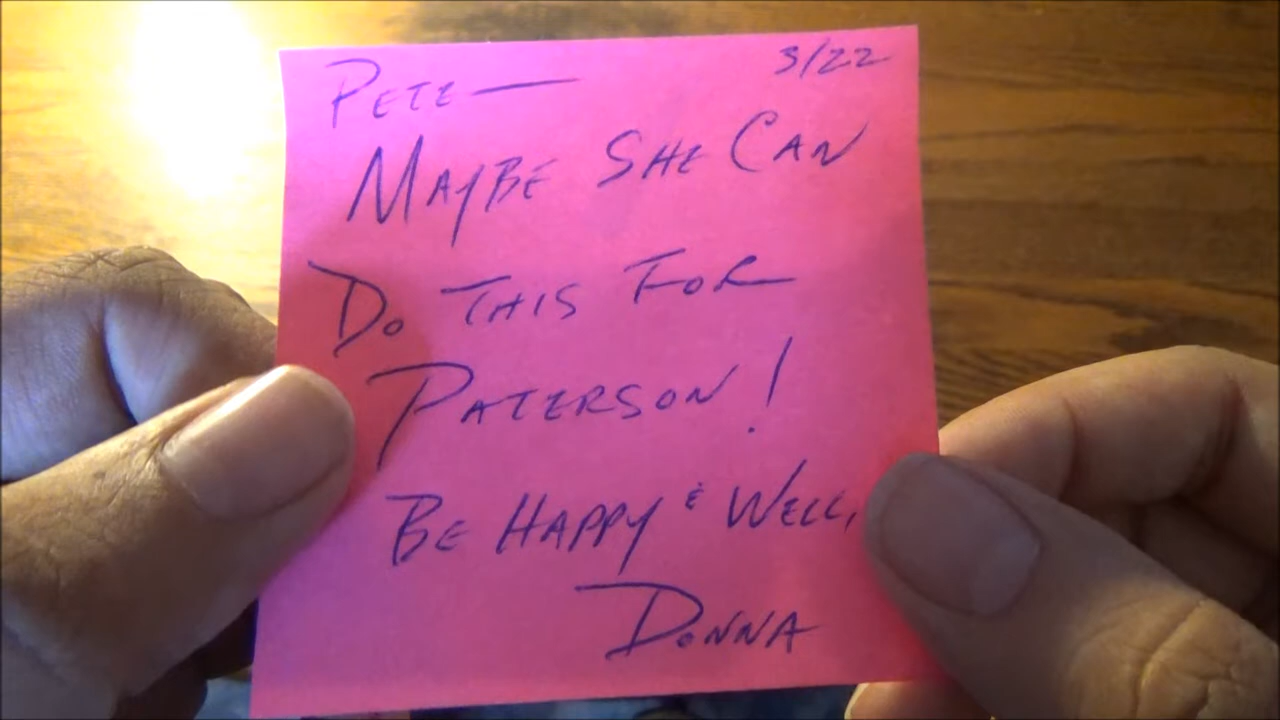 3/22
PETE—
MAYBE SHE CAN
DO THIS FOR
PATERSON!
BE HAPPY & WELL,
DONNA